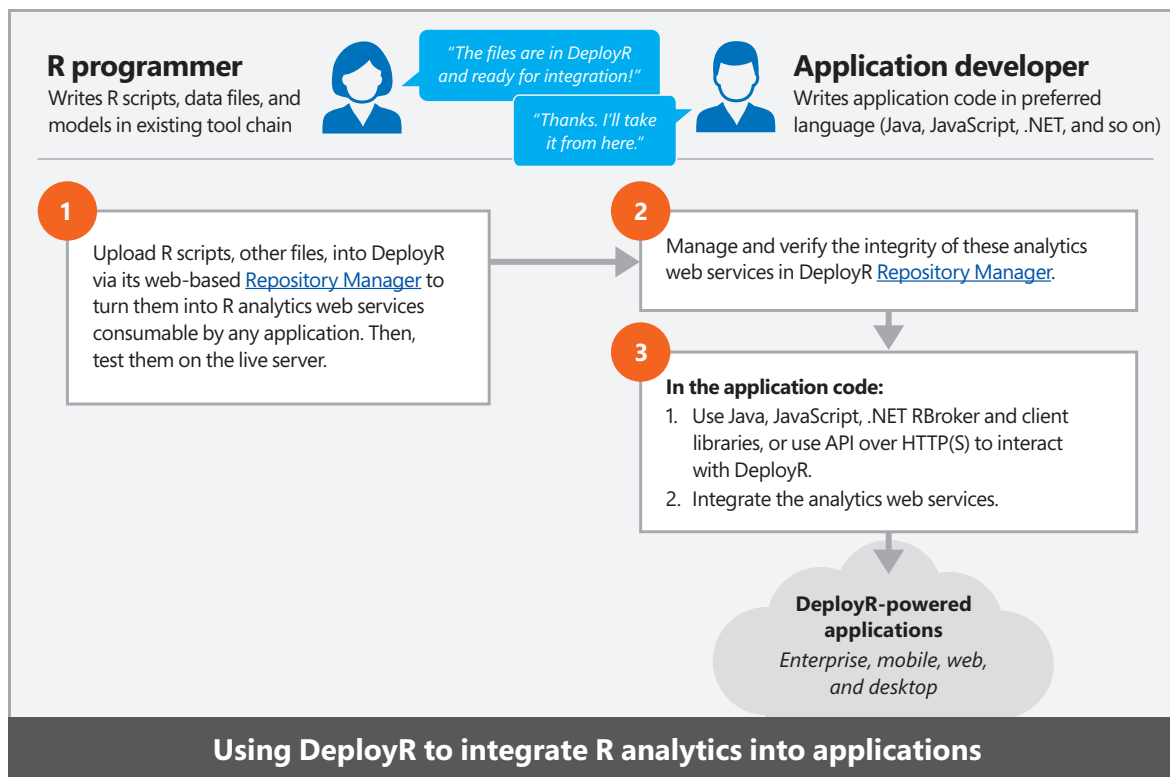 R programmer
Writes R scripts, data files, and
models in existing tool chain
“The files are in DeployR
and ready for integration!”
“Thanks. I’ll take
it from here.”
Application developer
Writes application code in preferred
language (Java, JavaScript, .NET, and so on)
1
Upload R scripts, other files, into DeployR
via its web-based Repository Manager to
turn them into R analytics web services
consumable by any application. Then,
test them on the live server.
2
Manage and verify the integrity of these analytics
web services in DeployR Repository Manager.
3
In the application code:
1. Use Java, JavaScript, .NET RBroker and client
libraries, or use API over HTTP(S) to interact
with DeployR.
2. Integrate the analytics web services.
DeployR-powered
applications
Enterprise, mobile, web,
and desktop
Using DeployR to integrate R analytics into applications